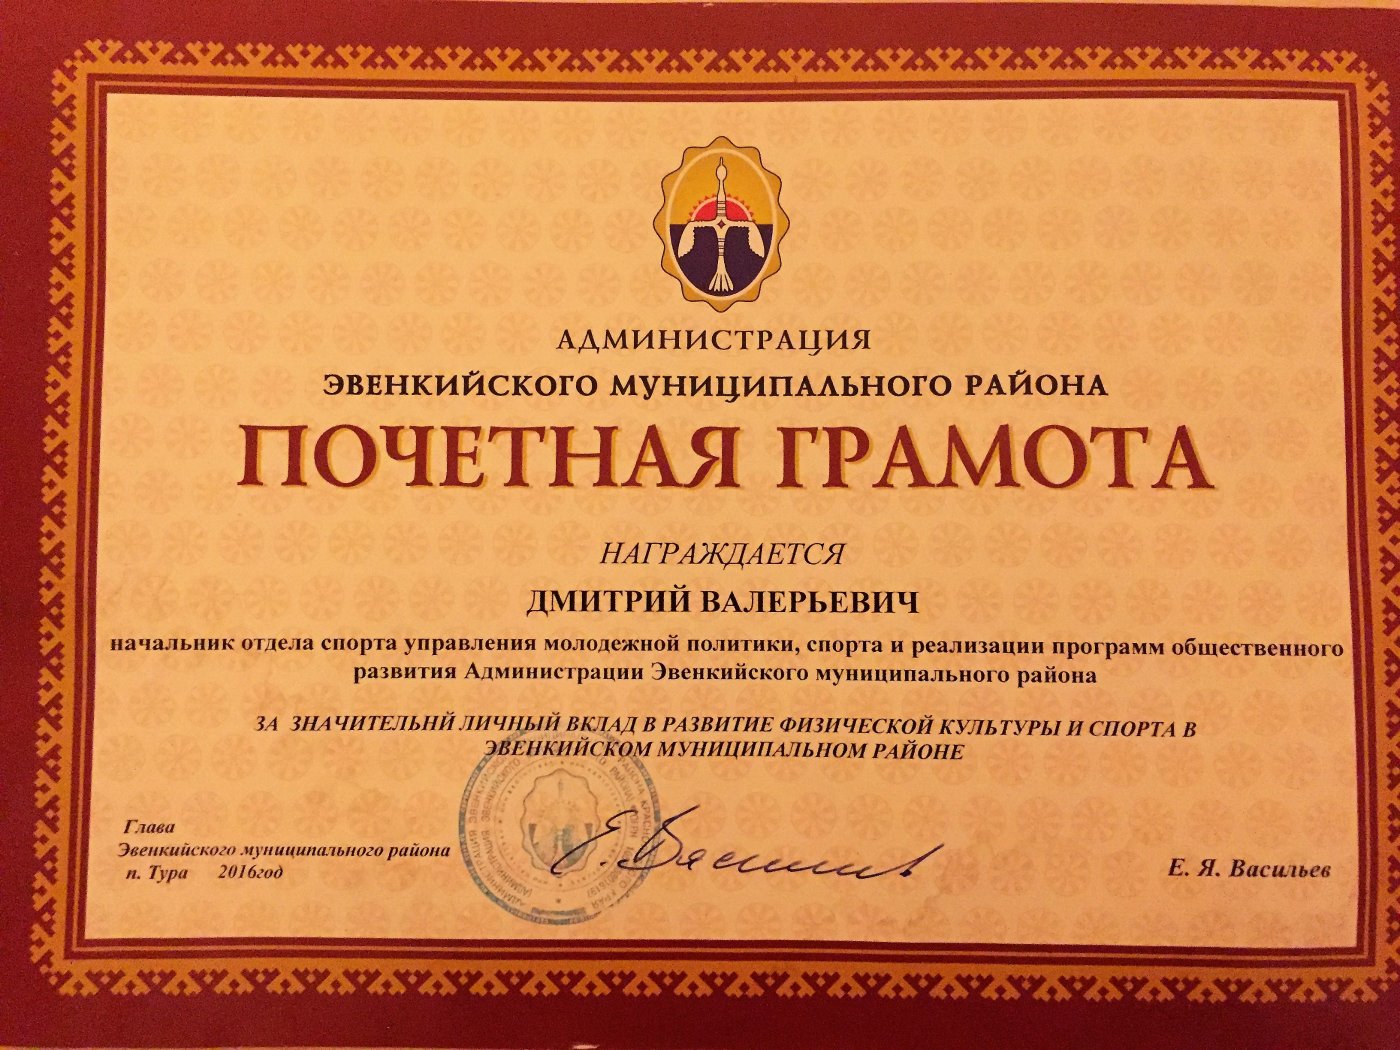 АДМИНИСТРАЦИЯ
ЭВЕНКИЙСКОГО МУНИЦИПАЛЬНОГО РАЙОНА
ПОЧЕТНАЯ ГРАМОТА
НАГРАЖДАЕТСЯ
ДМИТРИЙ ВАЛЕРЬЕВИЧ
начальник отдела спорта управления молодежной политики, спорта и реализации программ общественного
развития Администрации Эвенкийского муниципального района
ЗА ЗНАЧИТЕЛЬНЙ ЛИЧНЫЙ ВКЛАД В РАЗВИТИЕ ФИЗИЧЕСКОЙ КУЛЬТУРЫ И СПОРТА В
ЭВЕНКИЙСКОМ МУНИЦИПАЛЬНОМ РАЙОНЕ
Глава
Эвенкийского муниципального района
п. Тура 2016год
Е. Я. Васильев